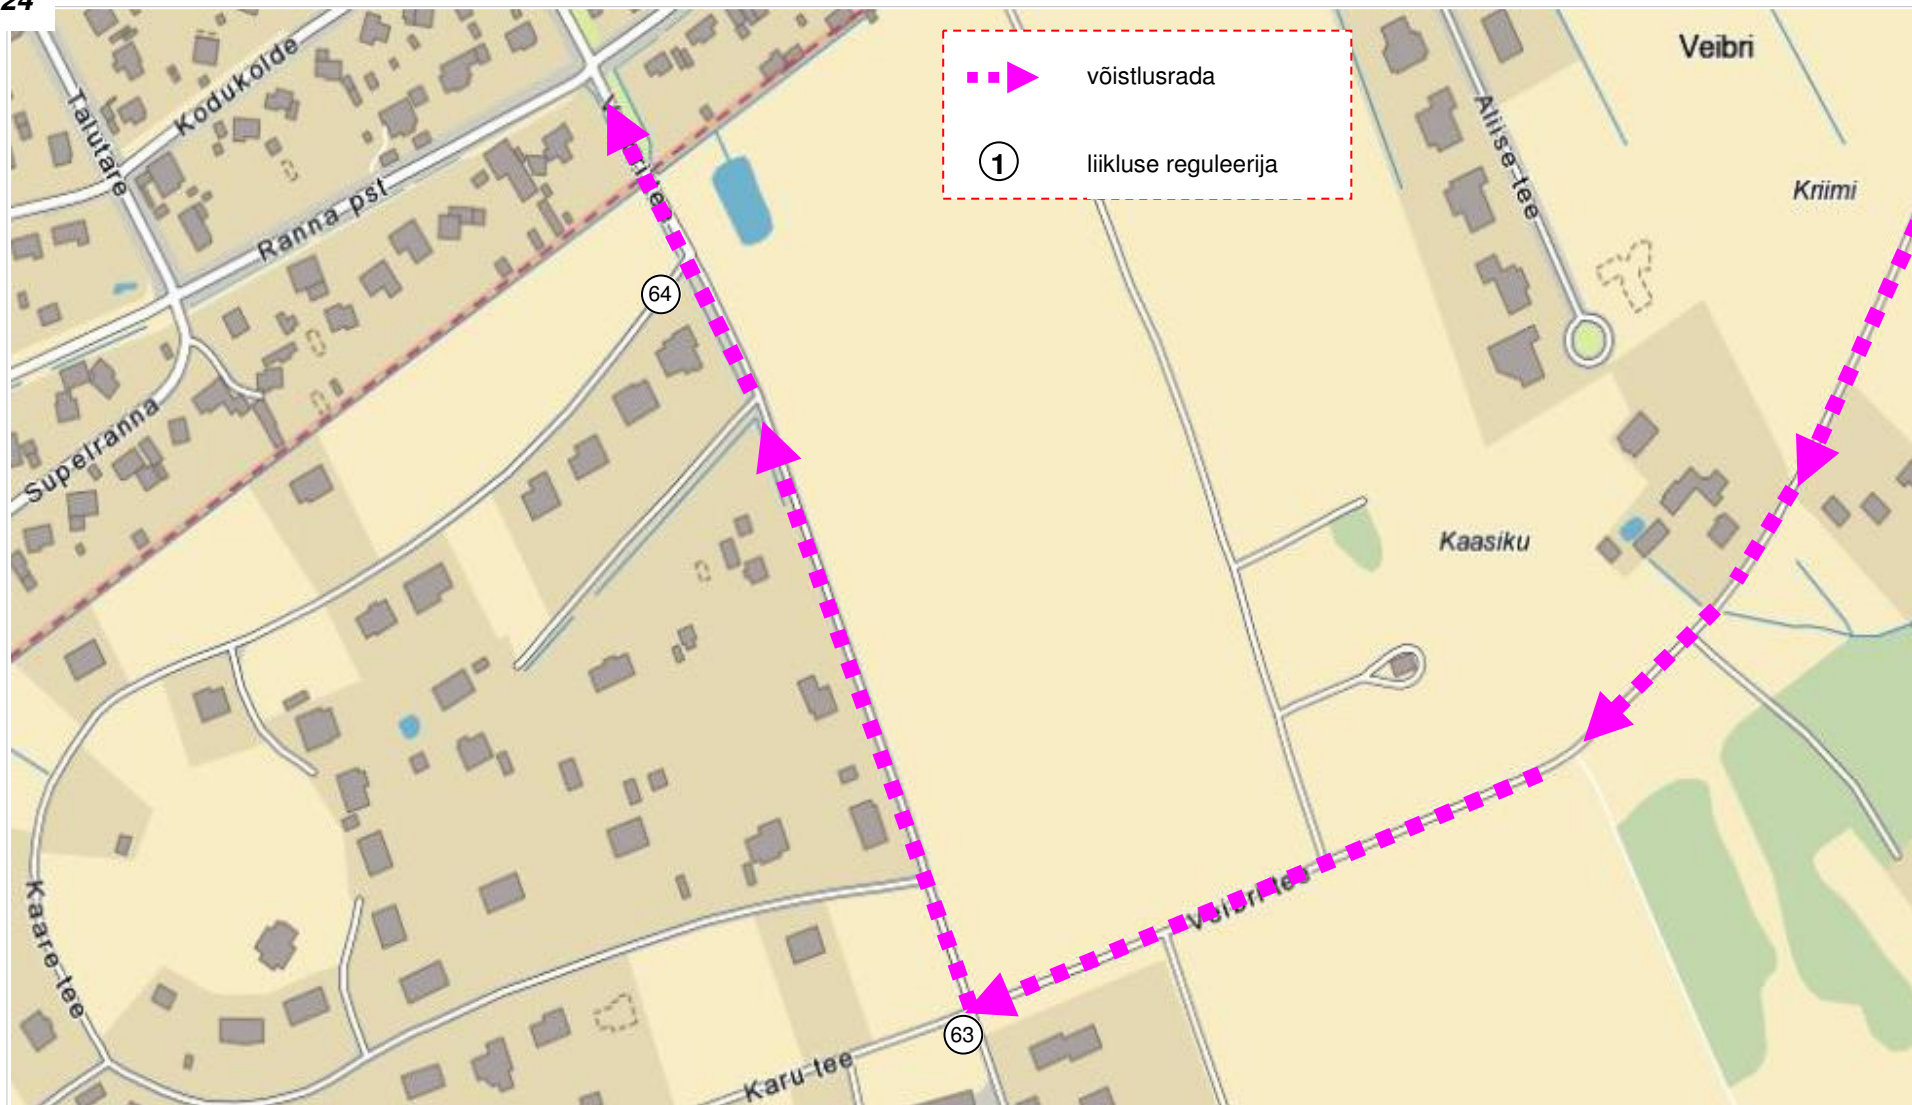 24
Talutare
Kodukolde
Ranna pst
Supelranna
võistlusrada
1
liikluse reguleerija
Veibri
Aliise tee
Kriimi
64
Kaasiku
Veibri tee
Kaare tee
63
Karu tee